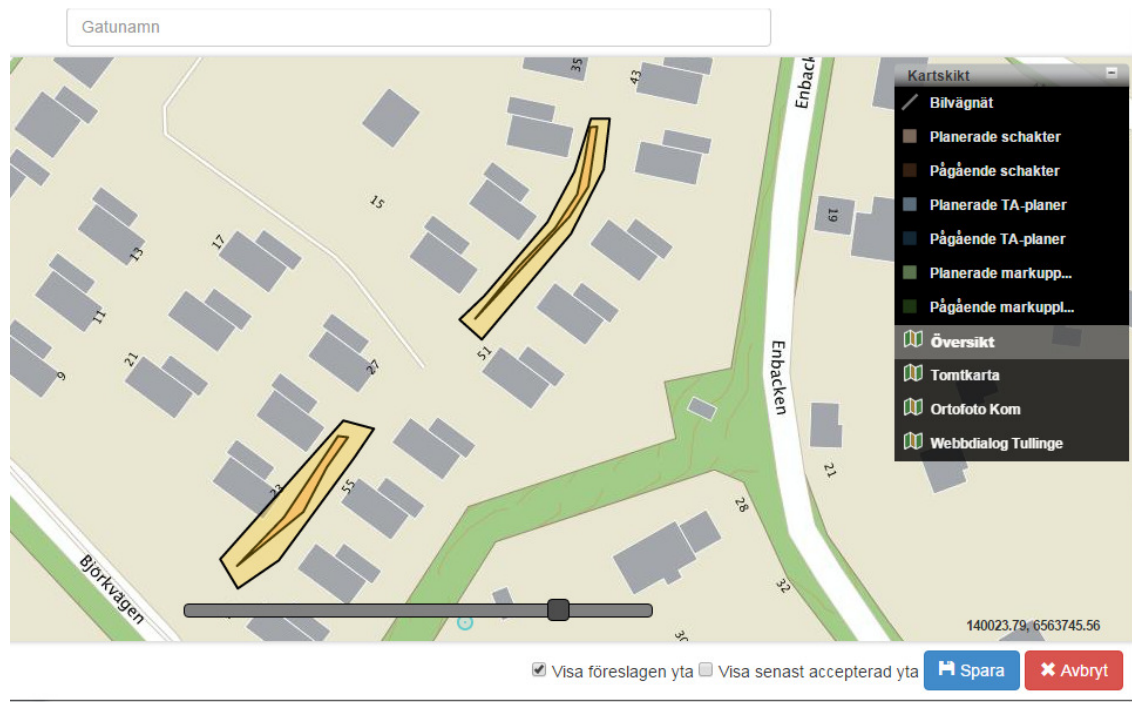 Gatunamn
35
43
Enback
Kartskikt
Bilvägnät
Planerade schakter
Pågående schakter
Planerade TA-planer
Pågående TA-planer
Planerade markupp...
Pågående markuppl...
Översikt
Tomtkarta
Ortofoto Kom
Webbdialog Tullinge
15
19
13
17
11
21
9
27
51
Enbacken
23
55
21
28
32
30
Björkvägen
140023.79, 6563745.56
Visa föreslagen yta Visa senast accepterad yta Spara Avbryt